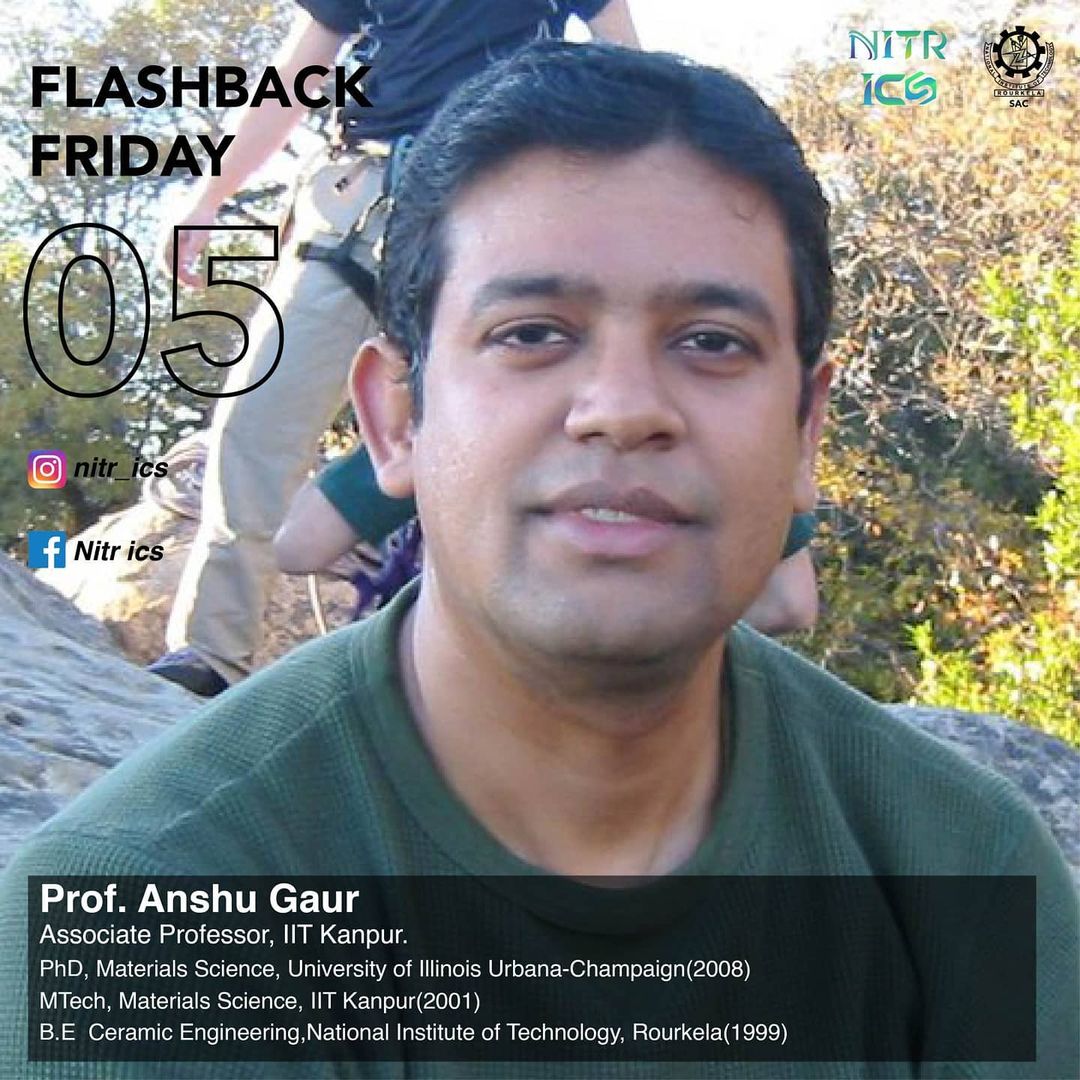 FLASHBACK
FRIDAY
05
nitr_ics
Nitr ics
NITR
ICS
ROURKELA
SAC
Prof. Anshu Gaur
Associate Professor, IIT Kanpur.
PhD, Materials Science, University of Illinois Urbana-Champaign(2008)
MTech, Materials Science, IIT Kanpur(2001)
B.E  Ceramic Engineering,National Institute of Technology, Rourkela(1999)